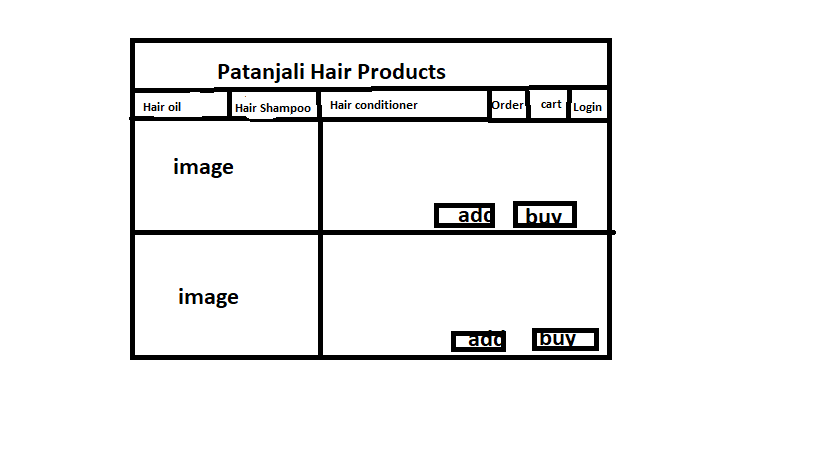 Patanjali Hair Products
Hair oil Hair Shampoo Hair conditioner Order cart Login
image
add buy
image
add buy